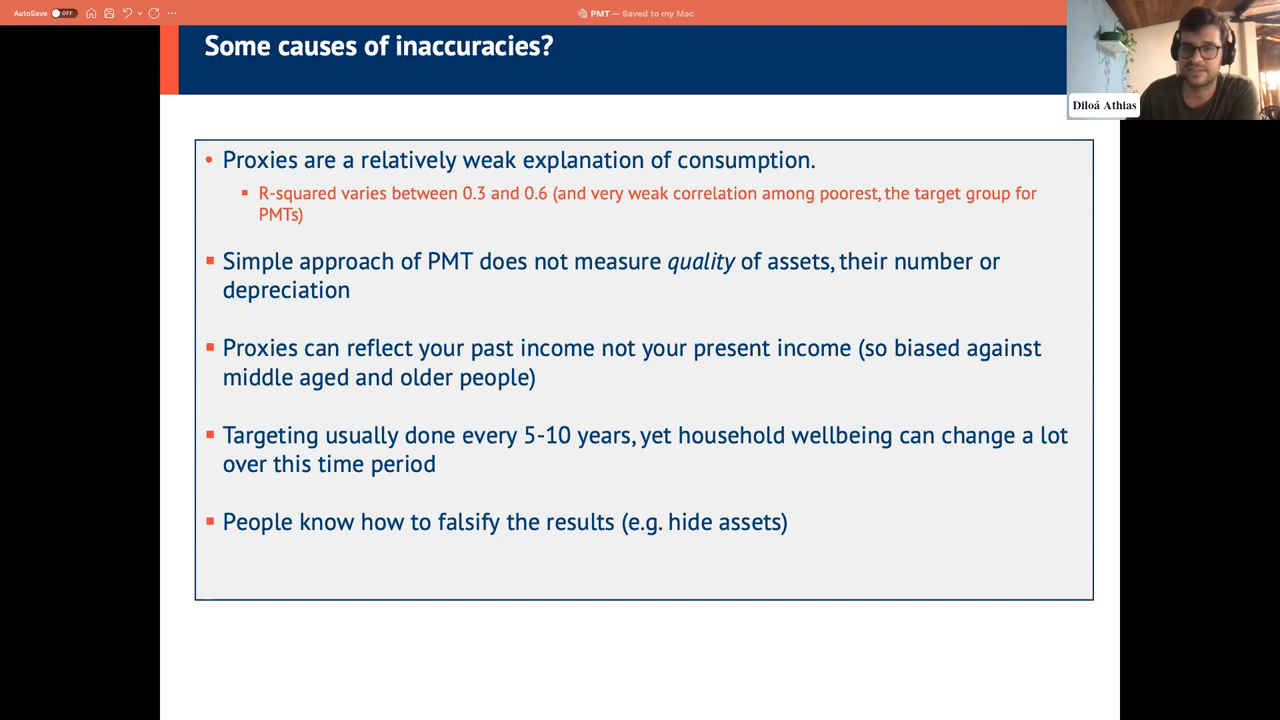 AutoSave OFF
PMT — Saved to my Mac
Some causes of inaccuracies?
Diloá Athias
• Proxies are a relatively weak explanation of consumption.
▪ R-squared varies between 0.3 and 0.6 (and very weak correlation among poorest, the target group for
PMTs)
▪ Simple approach of PMT does not measure quality of assets, their number or
depreciation
▪ Proxies can reflect your past income not your present income (so biased against
middle aged and older people)
▪ Targeting usually done every 5-10 years, yet household wellbeing can change a lot
over this time period
▪ People know how to falsify the results (e.g. hide assets)